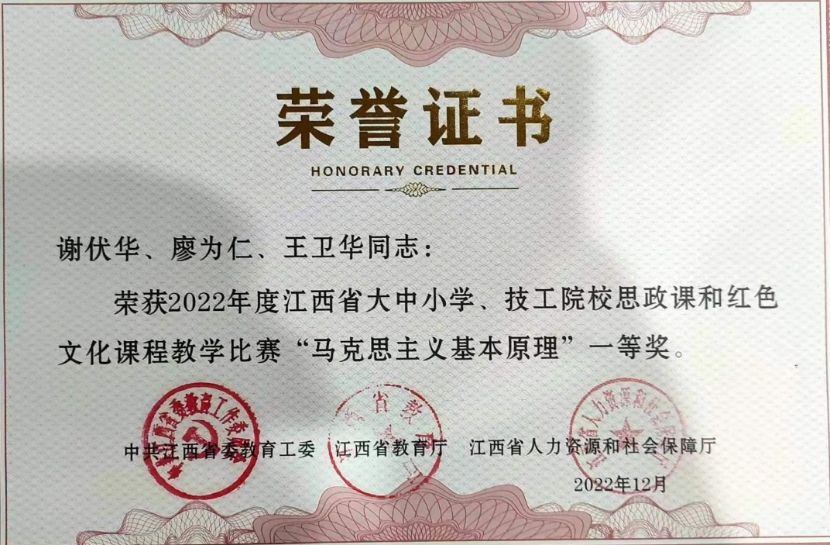 荣誉证书
HONORARY CREDENTIAL
谢伏华、廖为仁、王卫华同志：
荣获2022年度江西省大中小学、技工院校思政课和红色
文化课程教学比赛“马克思主义基本原理”一等奖。
中共江西省委教育工委 江西省教育厅 江西省人力资源和社会保障厅
2022年12月